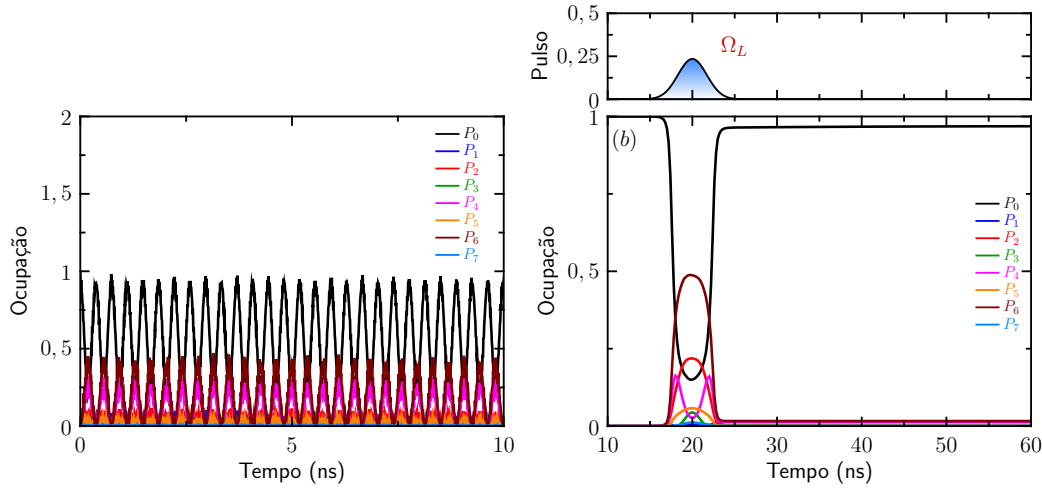 2
1, 5
1
0, 5
0
0
5
10
Ocupação
Tempo (ns)
P₀
P₁
P₂
P₃
P₄
P₅
P₆
P₇
0, 5
0, 25
0
Pulso
Ω_L
(b)
1
0, 5
0
10
20
30
40
50
60
Ocupação
Tempo (ns)
P₀
P₁
P₂
P₃
P₄
P₅
P₆
P₇